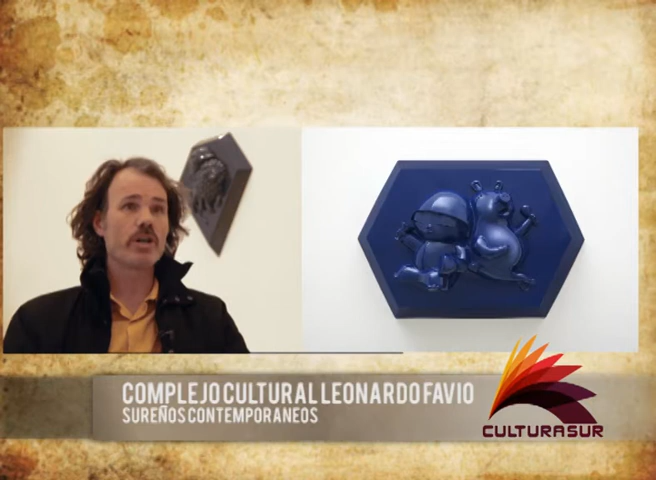 COMPLEJO CULTURAL LEONARDO FAVIO
SUREÑOS CONTEMPORANEOS
CULTURASUR